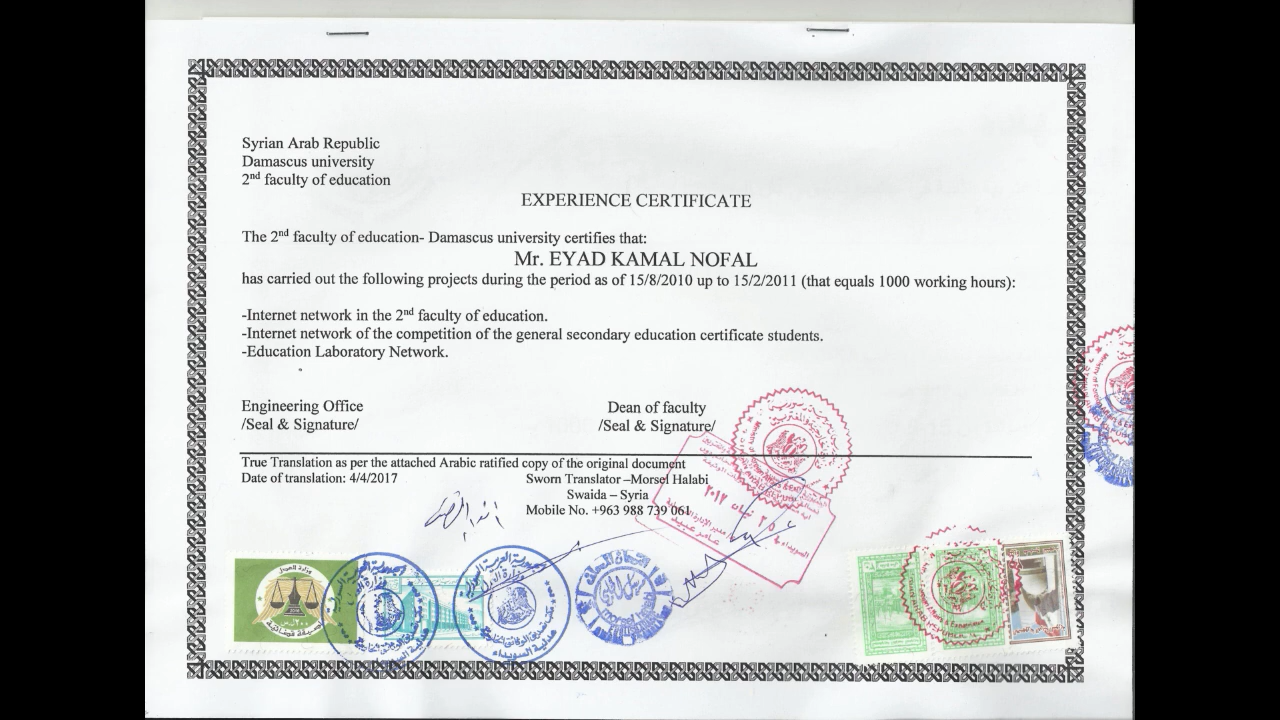 Syrian Arab Republic
Damascus university
2nd faculty of education
EXPERIENCE CERTIFICATE
The 2nd faculty of education- Damascus university certifies that:
Mr. EYAD KAMAL NOFAL
has carried out the following projects during the period as of 15/8/2010 up to 15/2/2011 (that equals 1000 working hours):
-Internet network in the 2nd faculty of education.
-Internet network of the competition of the general secondary education certificate students.
-Education Laboratory Network.
Engineering Office
/Seal & Signature/
Dean of faculty
/Seal & Signature/
True Translation as per the attached Arabic ratified copy of the original document
Date of translation: 4/4/2017
Sworn Translator –Morsel Halabi
Swaida – Syria
Mobile No. +963 988 739 061
وزارة العدل